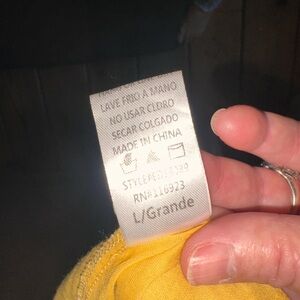 LAVE FRIO A MANO
NO USAR CLORO
SECAR COLGADO
MADE IN CHINA
RN#116923
L/Grande